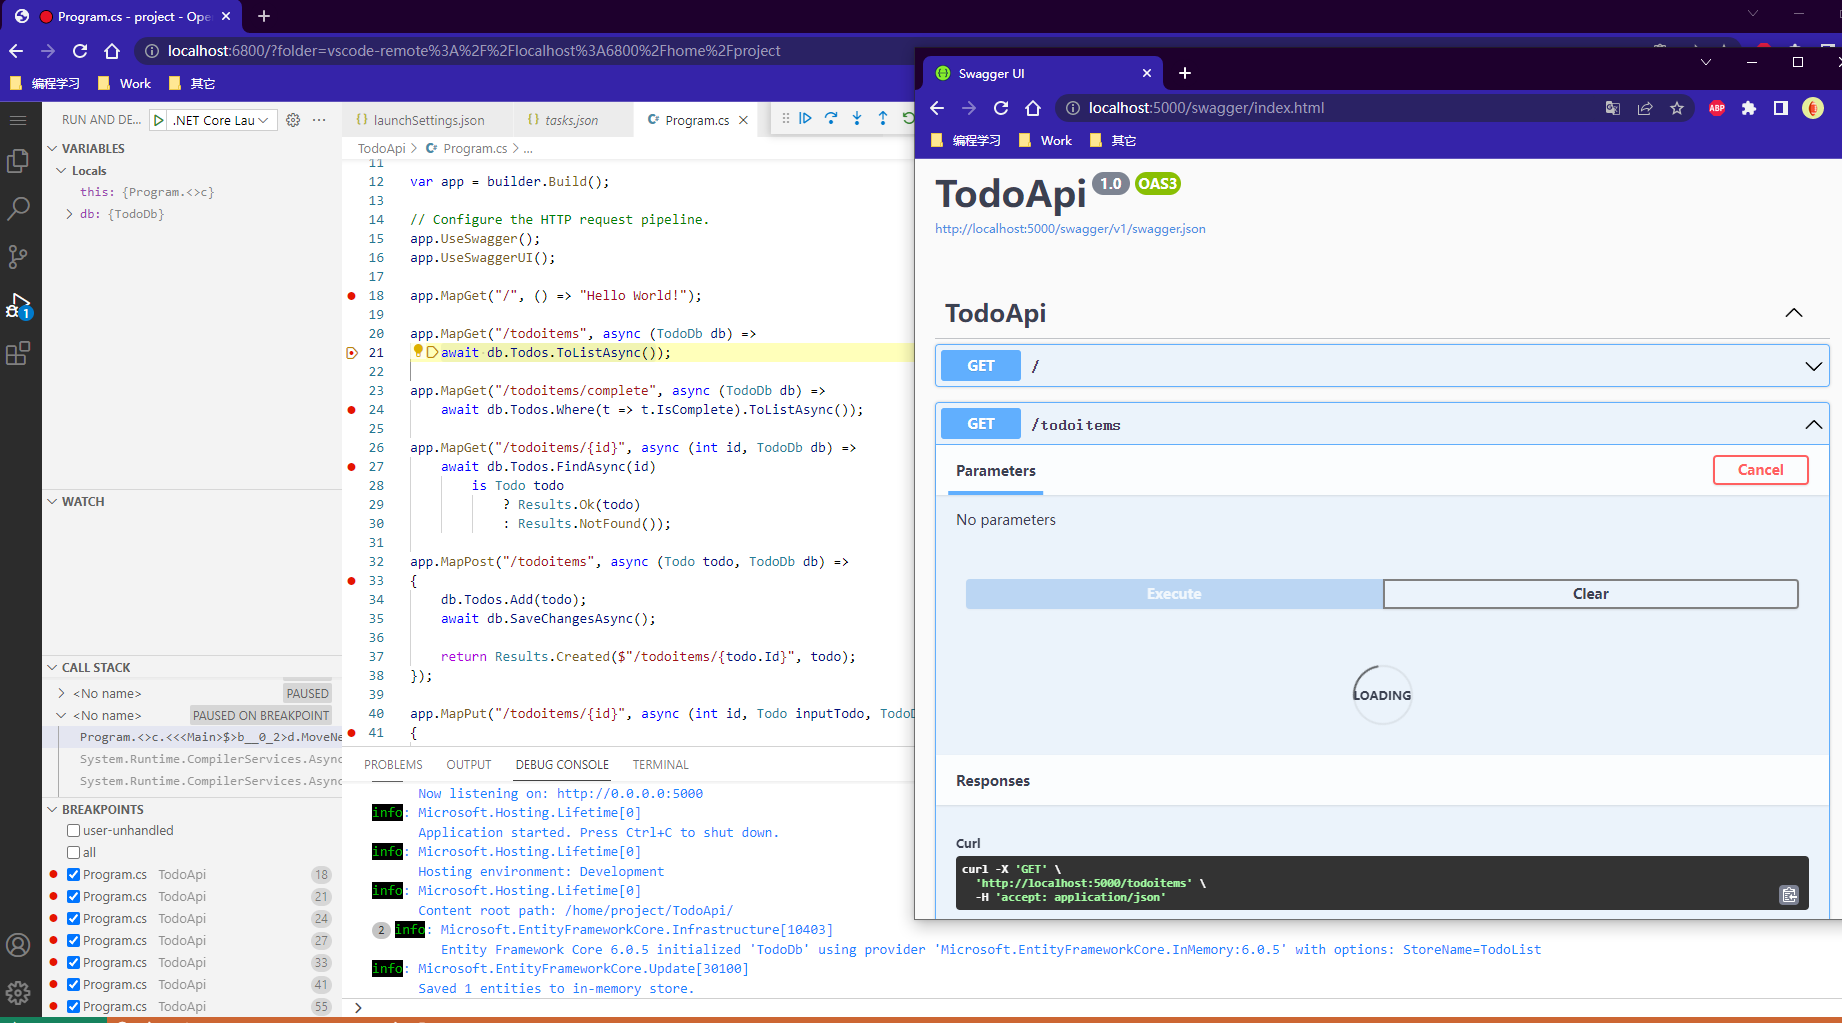 Program.cs - project - Ope
localhost:6800/?folder=vscode-remote%3A%2F%2Flocalhost%3A6800%2Fhome%2Fproject
编程学习 Work 其它
RUN AND DE... .NET Core Lau
VARIABLES
Locals
this: {Program.<>c}
db: {TodoDb}
WATCH
CALL STACK
<No name> PAUSED
<No name> PAUSED ON BREAKPOINT
Program.<>c.<<<Main>$>b__0_2>d.MoveNe
System.Runtime.CompilerServices.Async
System.Runtime.CompilerServices.Async
BREAKPOINTS
user-unhandled
all
Program.cs TodoApi 18
Program.cs TodoApi 21
Program.cs TodoApi 24
Program.cs TodoApi 27
Program.cs TodoApi 33
Program.cs TodoApi 41
Program.cs TodoApi 55
1
{} launchSettings.json {} tasks.json C# Program.cs
TodoApi > C# Program.cs > ...
11
12 var app = builder.Build();
13
14 // Configure the HTTP request pipeline.
15 app.UseSwagger();
16 app.UseSwaggerUI();
17
18 app.MapGet("/", () => "Hello World!");
19
20 app.MapGet("/todoitems", async (TodoDb db) =>
21 await db.Todos.ToListAsync());
22
23 app.MapGet("/todoitems/complete", async (TodoDb db) =>
24 await db.Todos.Where(t => t.IsComplete).ToListAsync());
25
26 app.MapGet("/todoitems/{id}", async (int id, TodoDb db) =>
27 await db.Todos.FindAsync(id)
28 is Todo todo
29 ? Results.Ok(todo)
30 : Results.NotFound());
31
32 app.MapPost("/todoitems", async (Todo todo, TodoDb db) =>
33 {
34 db.Todos.Add(todo);
35 await db.SaveChangesAsync();
36
37 return Results.Created($"/todoitems/{todo.Id}", todo);
38 });
39
40 app.MapPut("/todoitems/{id}", async (int id, Todo inputTodo, TodoD
41 {
PROBLEMS OUTPUT DEBUG CONSOLE TERMINAL
Now listening on: http://0.0.0.0:5000
info: Microsoft.Hosting.Lifetime[0]
Application started. Press Ctrl+C to shut down.
info: Microsoft.Hosting.Lifetime[0]
Hosting environment: Development
info: Microsoft.Hosting.Lifetime[0]
Content root path: /home/project/TodoApi/
2 info: Microsoft.EntityFrameworkCore.Infrastructure[10403]
Entity Framework Core 6.0.5 initialized 'TodoDb' using provider 'Microsoft.EntityFrameworkCore.InMemory:6.0.5' with options: StoreName=TodoList
info: Microsoft.EntityFrameworkCore.Update[30100]
Saved 1 entities to in-memory store.
>
Swagger UI
localhost:5000/swagger/index.html
ABP
编程学习 Work 其它
TodoApi 1.0 OAS3
http://localhost:5000/swagger/v1/swagger.json
TodoApi
GET /
GET /todoitems
Parameters Cancel
No parameters
Execute Clear
LOADING
Responses
Curl
curl -X 'GET' \
'http://localhost:5000/todoitems' \
-H 'accept: application/json'